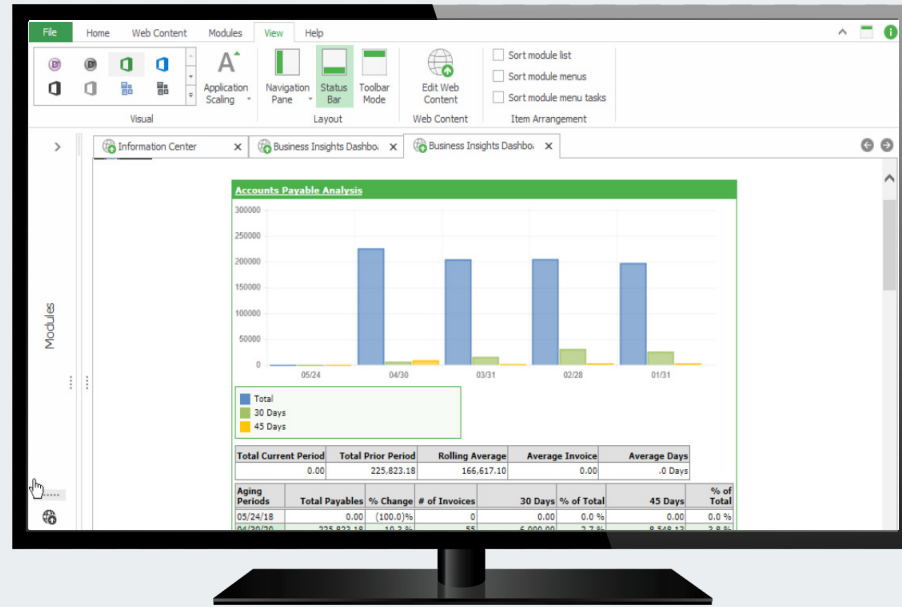 File Home Web Content Modules View Help
Application Scaling
Navigation Pane
Status Bar
Toolbar Mode
Edit Web Content
Sort module list
Sort module menus
Sort module menu tasks
Visual Layout Web Content Item Arrangement
Information Center
Business Insights Dashbo
Business Insights Dashbo
Modules
Accounts Payable Analysis
300000
250000
200000
150000
100000
50000
0
05/24 04/30 03/31 02/28 01/31
Total
30 Days
45 Days
Total Current Period Total Prior Period Rolling Average Average Invoice Average Days
0.00 225,823.18 166,617.10 0.00 .0 Days
Aging Periods Total Payables % Change # of Invoices 30 Days % of Total 45 Days % of Total
05/24/18 0.00 (100.0)% 0 0.00 0.0 % 0.00 0.0 %